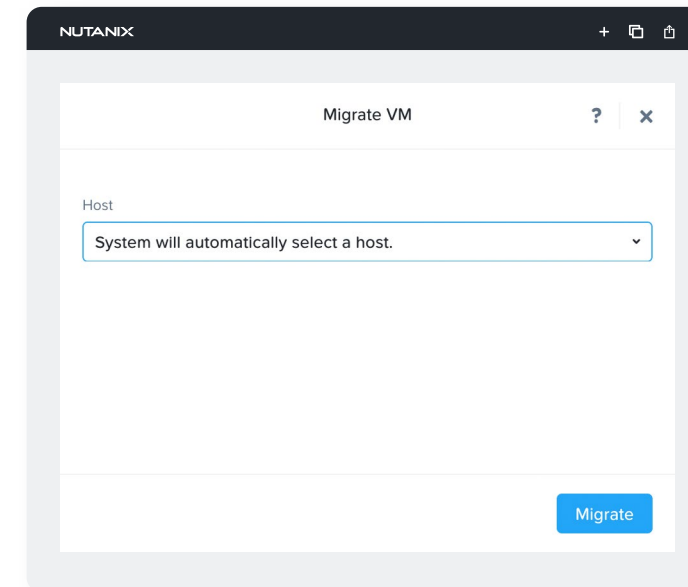 NUTANIX
Migrate VM
?
Host
System will automatically select a host.
Migrate